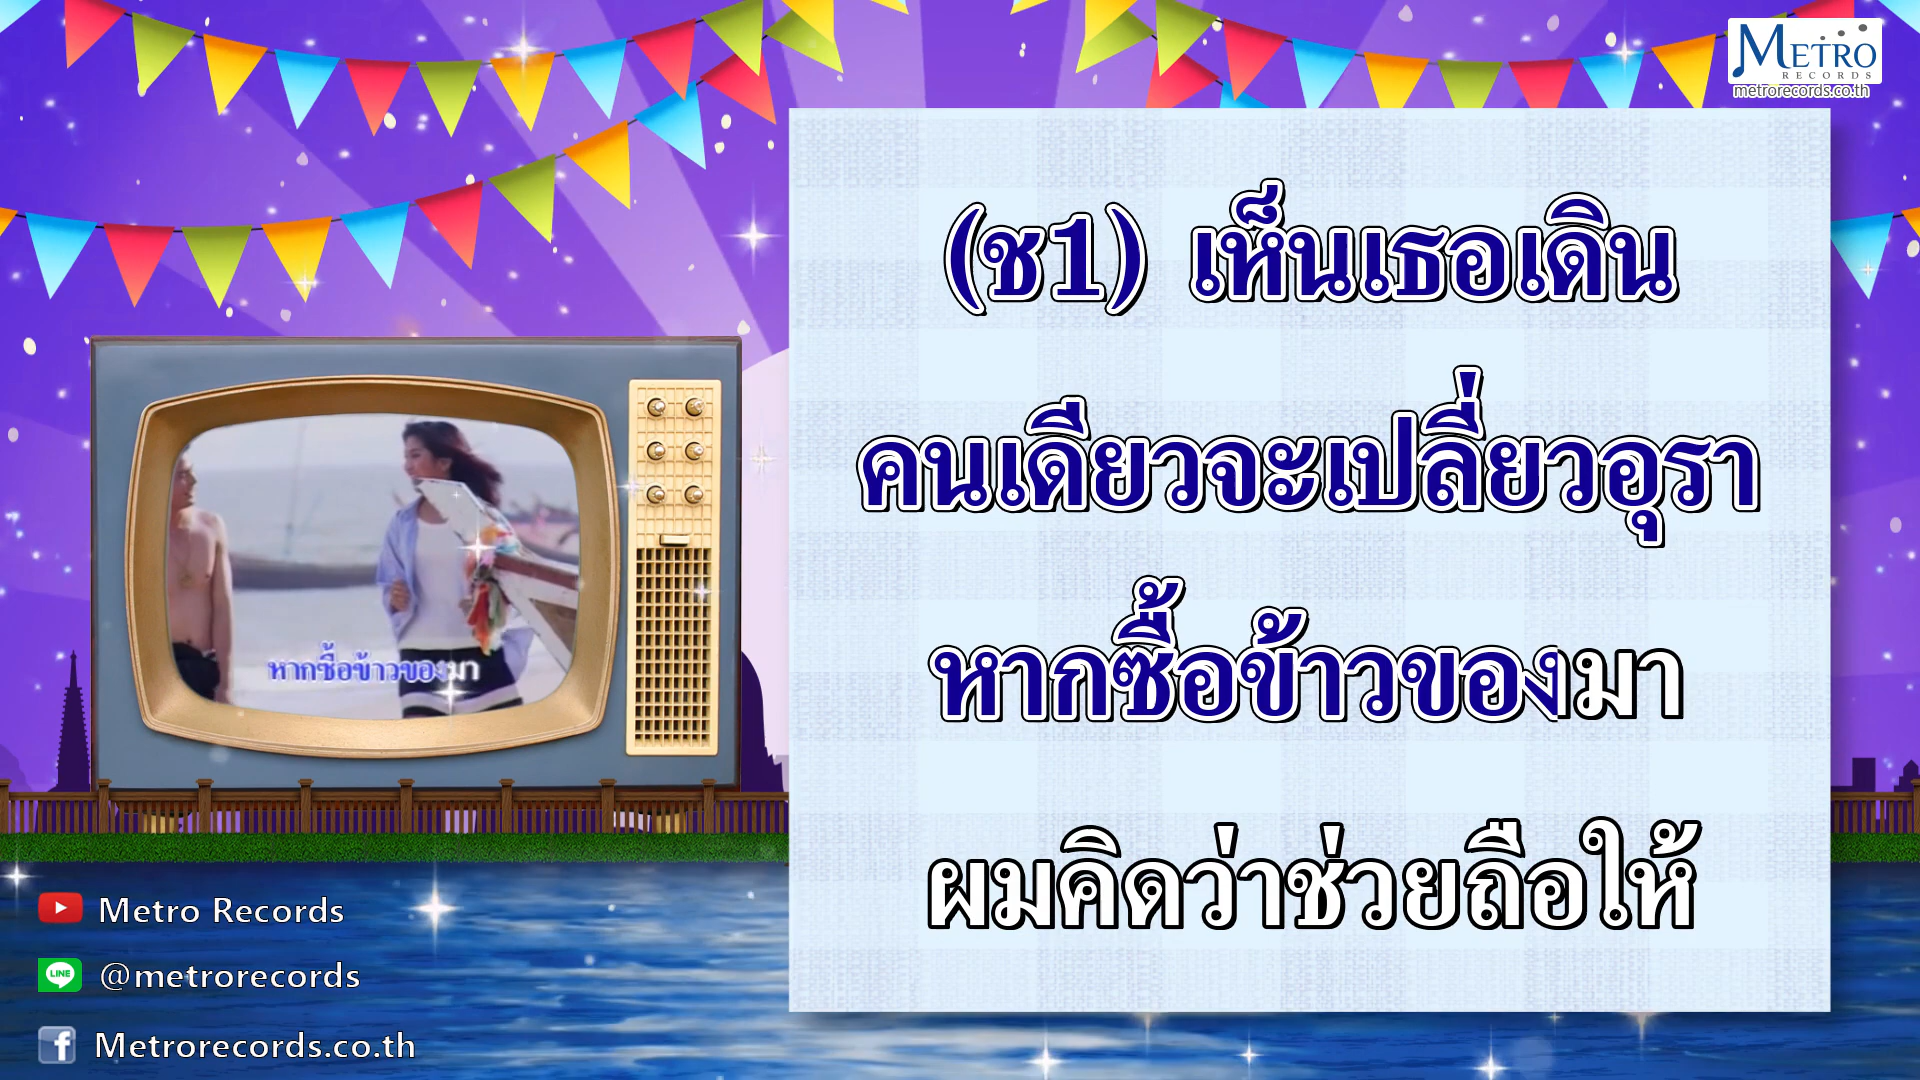 METRO
RECORDS
metrorecords.co.th
(ช1) เห็นเธอเดิน
คนเดียวจะเปลี่ยวอุรา
หากซื้อข้าวของมา
ผมคิดว่าช่วยถือให้
หากซื้อข้าวของมา
Metro Records
LINE @metrorecords
f Metrorecords.co.th